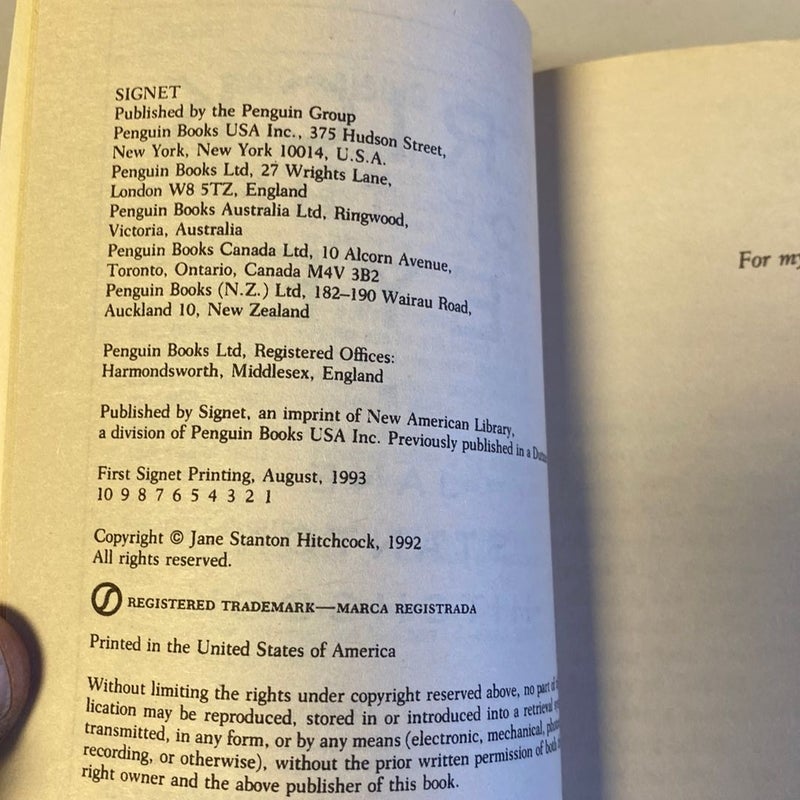 SIGNET
Published by the Penguin Group
Penguin Books USA Inc., 375 Hudson Street,
New York, New York 10014, U.S.A.
Penguin Books Ltd, 27 Wrights Lane,
London W8 5TZ, England
Penguin Books Australia Ltd, Ringwood,
Victoria, Australia
Penguin Books Canada Ltd, 10 Alcorn Avenue,
Toronto, Ontario, Canada M4V 3B2
Penguin Books (N.Z.) Ltd, 182–190 Wairau Road,
Auckland 10, New Zealand
Penguin Books Ltd, Registered Offices:
Harmondsworth, Middlesex, England
Published by Signet, an imprint of New American Library,
a division of Penguin Books USA Inc. Previously published in a
First Signet Printing, August, 1993
10 9 8 7 6 5 4 3 2 1
Copyright © Jane Stanton Hitchcock, 1992
All rights reserved.
REGISTERED TRADEMARK—MARCA REGISTRADA
Printed in the United States of America
Without limiting the rights under copyright reserved above, no part
lication may be reproduced, stored in or introduced into a retrieval
transmitted, in any form, or by any means (electronic, mechanical,
recording, or otherwise), without the prior written permission of both
right owner and the above publisher of this book.
For my